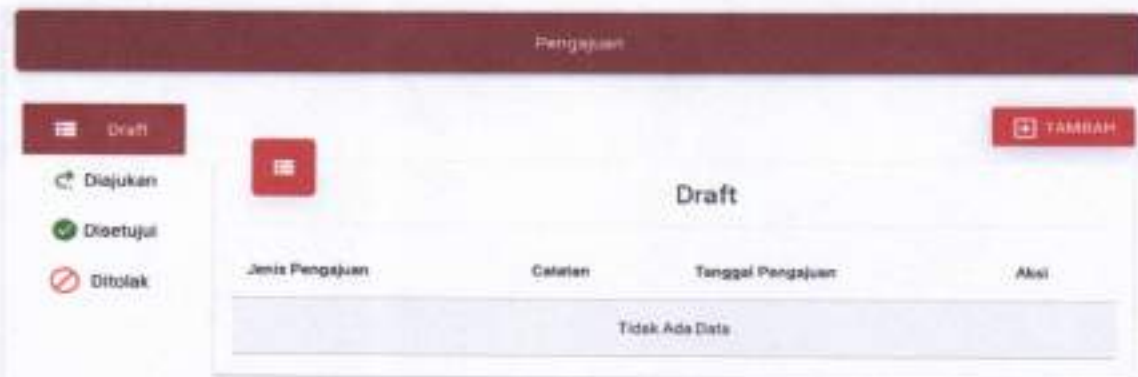 Pengajuan
Draft
TAMBAH
Diajukan
Disetujui
Ditolak
Draft
Jenis Pengajuan Catatan Tanggal Pengajuan Aksi
Tidak Ada Data